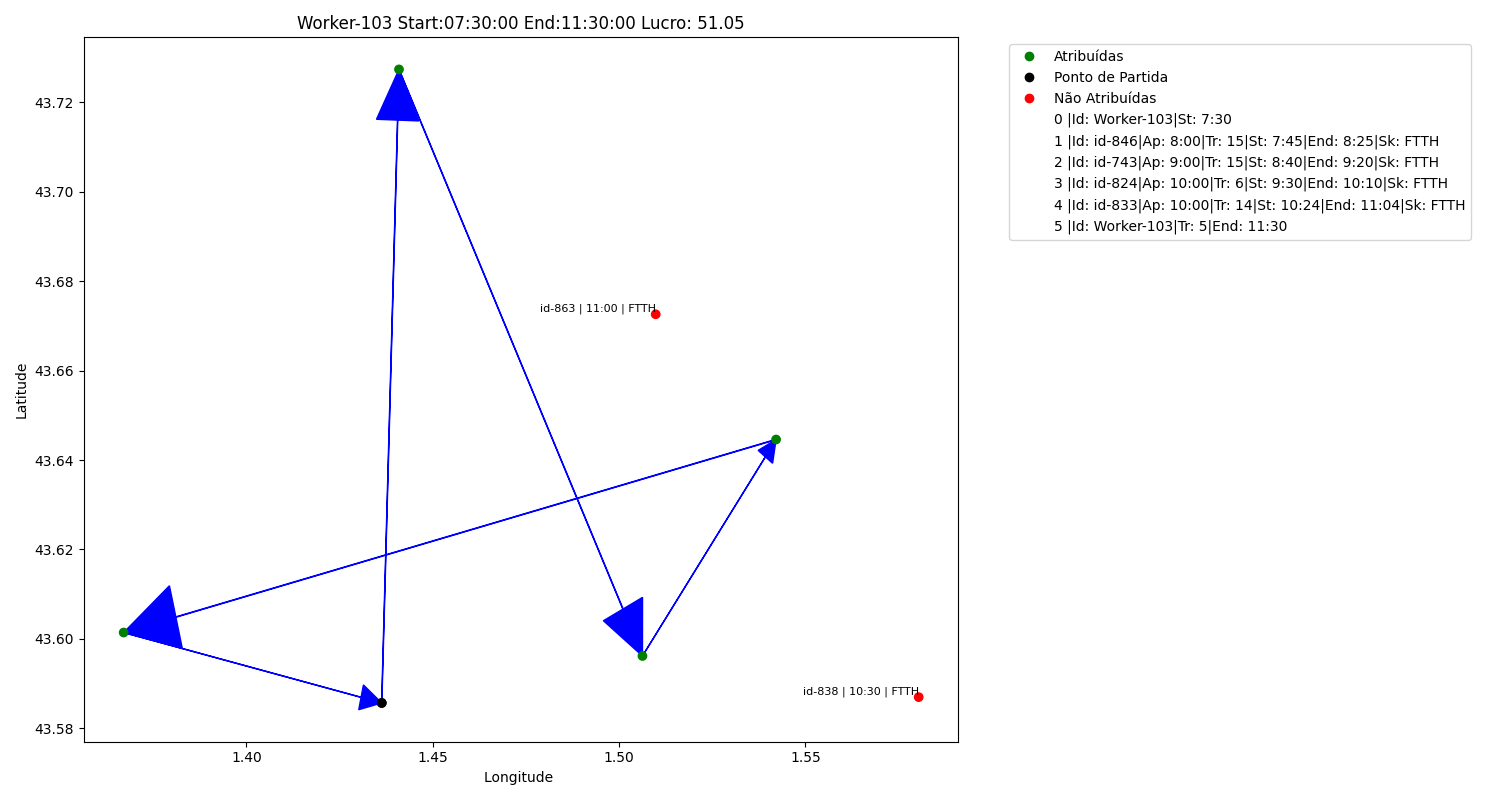 Worker-103 Start:07:30:00 End:11:30:00 Lucro: 51.05
Atribuídas
Ponto de Partida
Não Atribuídas
0 |Id: Worker-103|St: 7:30
1 |Id: id-846|Ap: 8:00|Tr: 15|St: 7:45|End: 8:25|Sk: FTTH
2 |Id: id-743|Ap: 9:00|Tr: 15|St: 8:40|End: 9:20|Sk: FTTH
3 |Id: id-824|Ap: 10:00|Tr: 6|St: 9:30|End: 10:10|Sk: FTTH
4 |Id: id-833|Ap: 10:00|Tr: 14|St: 10:24|End: 11:04|Sk: FTTH
5 |Id: Worker-103|Tr: 5|End: 11:30
43.72
43.70
43.68
43.66
43.64
43.62
43.60
43.58
Latitude
id-863 | 11:00 | FTTH
id-838 | 10:30 | FTTH
1.40
1.45
1.50
1.55
Longitude